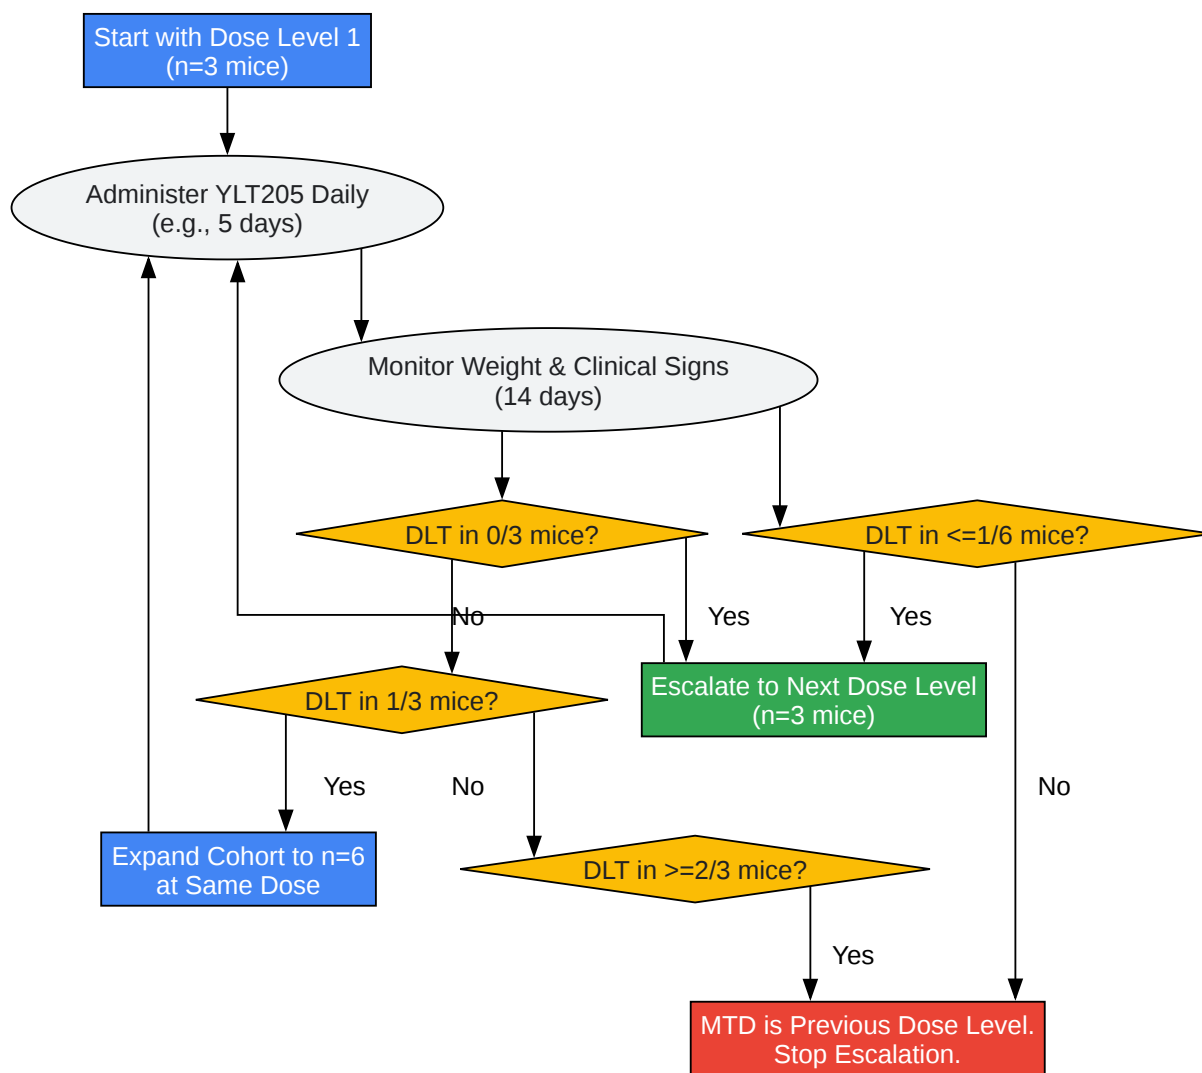 Start with Dose Level 1
(n=3 mice)
Administer YLT205 Daily
(e.g., 5 days)
Monitor Weight & Clinical Signs
(14 days)
DLT in 0/3 mice?
DLT in <=1/6 mice?
No
Yes
Yes
Escalate to Next Dose Level
(n=3 mice)
DLT in 1/3 mice?
Yes
No
No
Expand Cohort to n=6
at Same Dose
DLT in >=2/3 mice?
Yes
MTD is Previous Dose Level.
Stop Escalation.